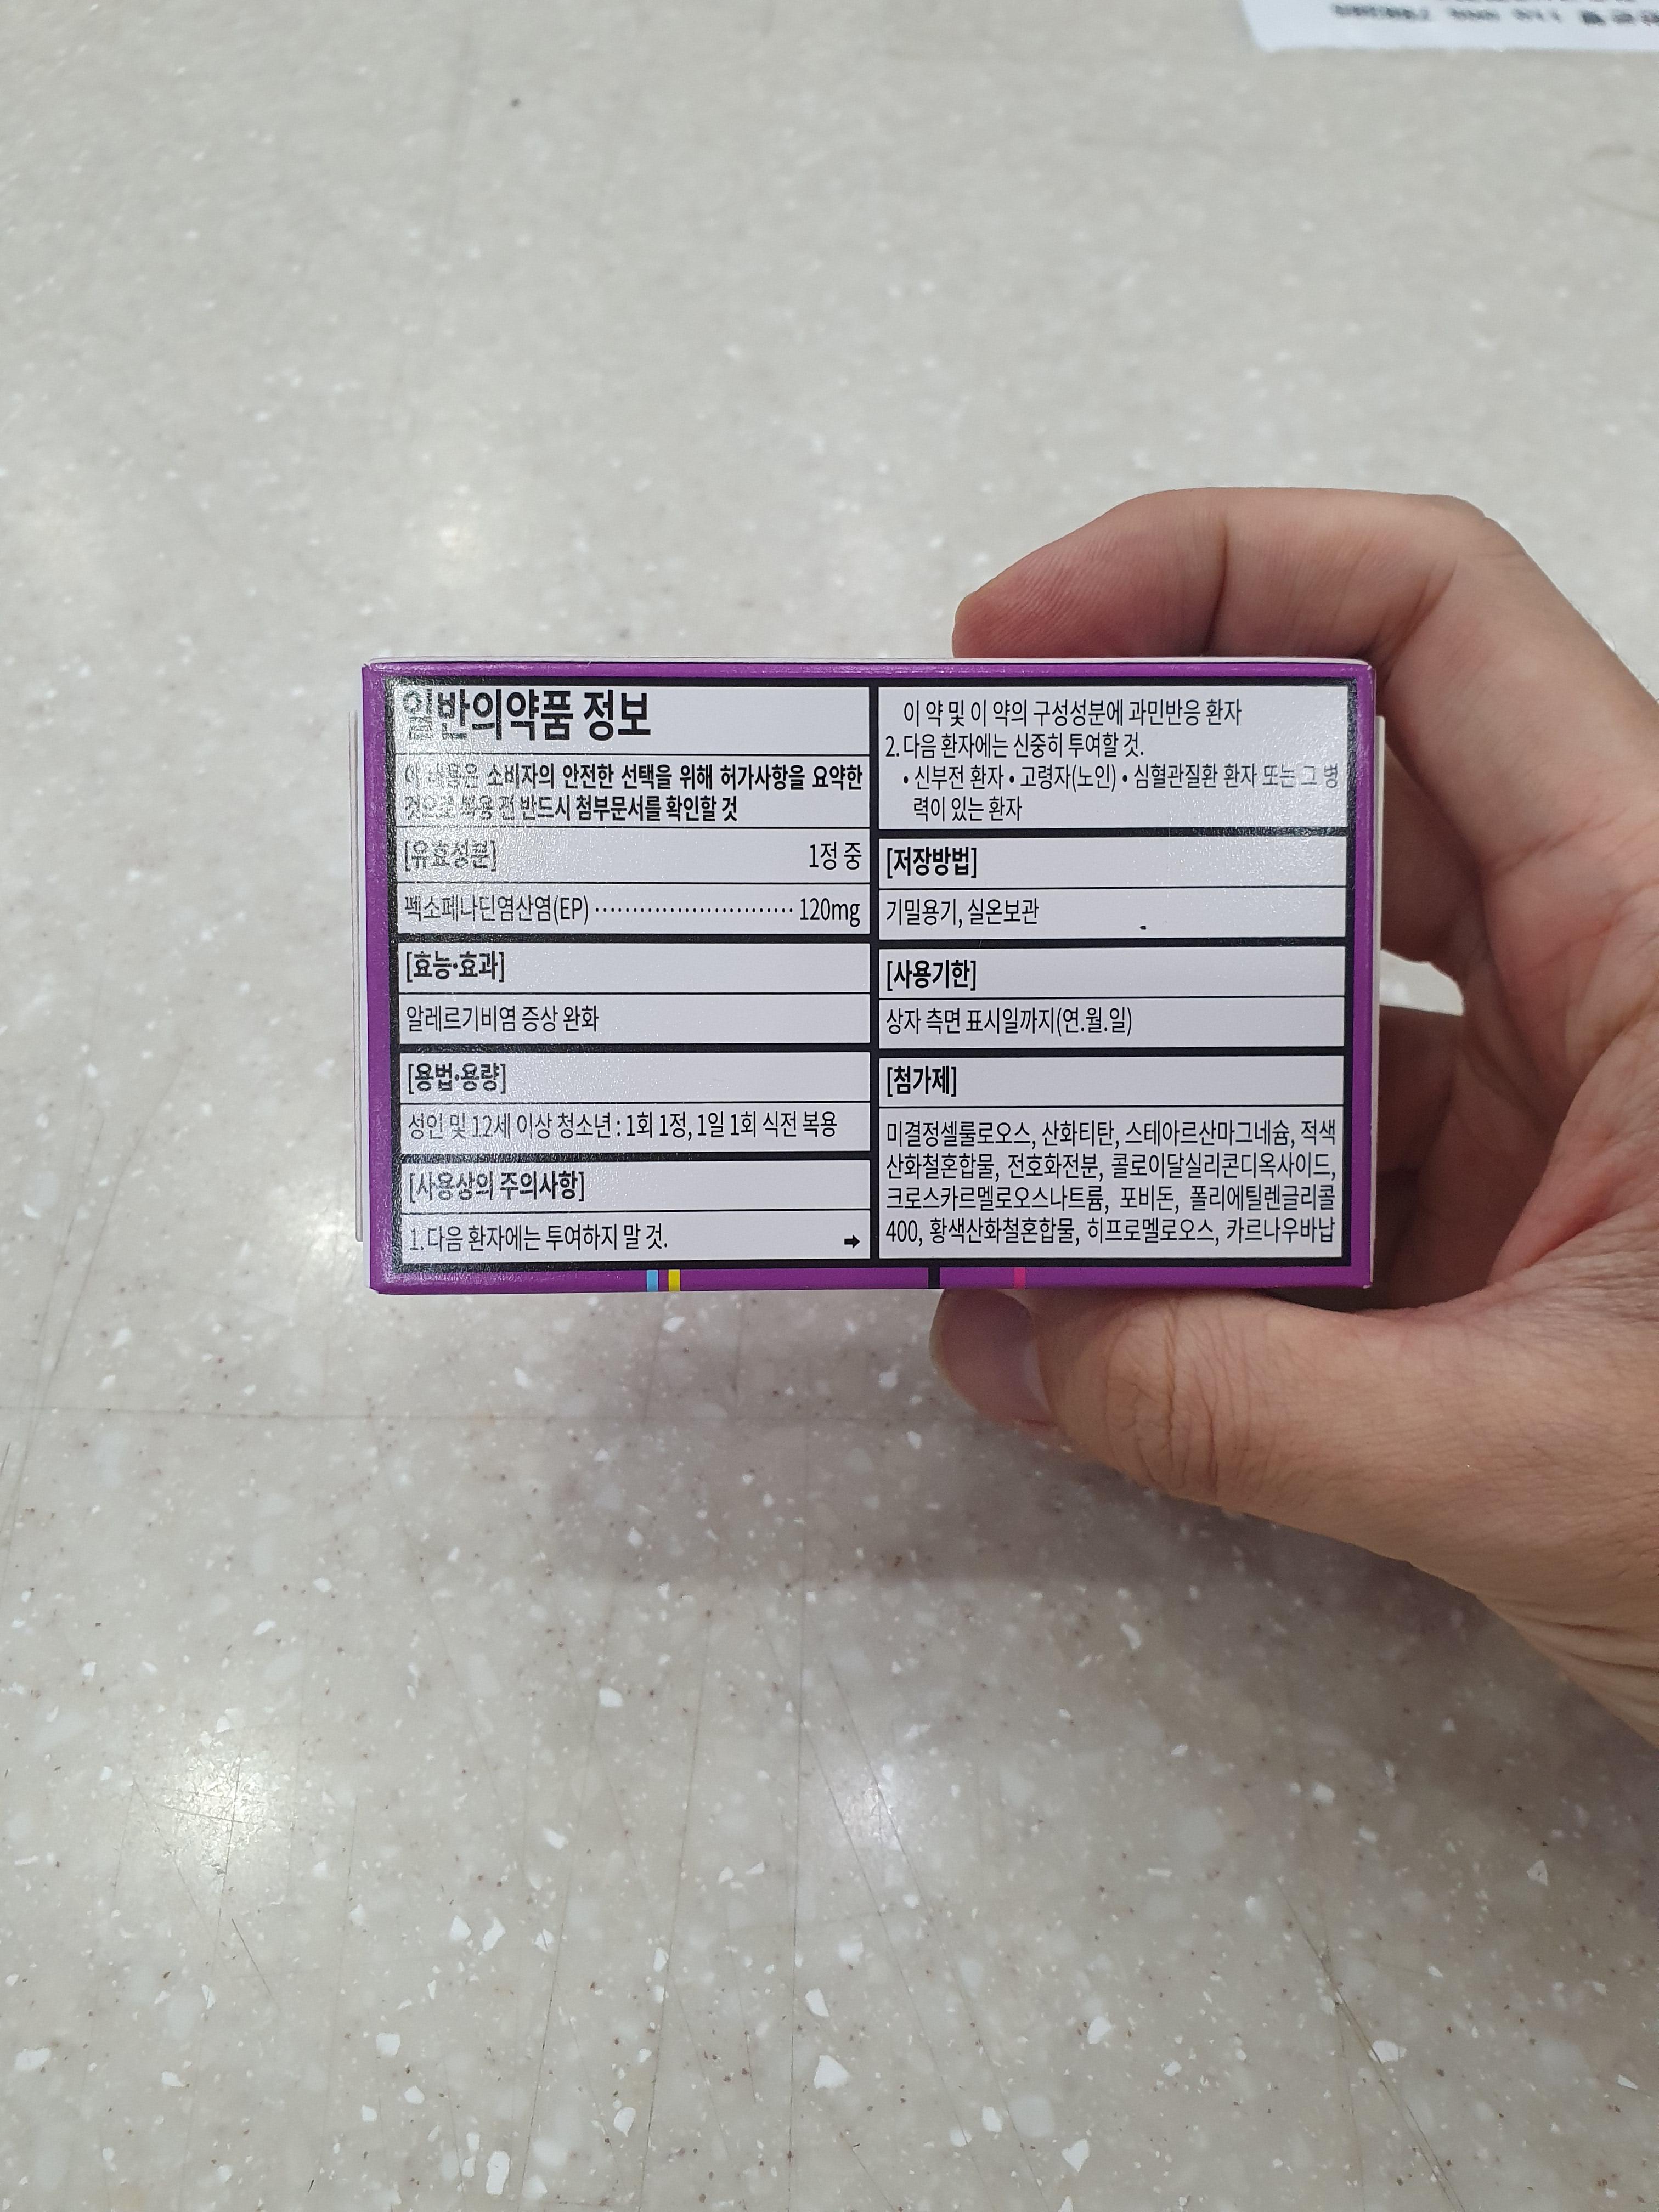 일반의약품 정보
이 내용은 소비자의 안전한 선택을 위해 허가사항을 요약한
것으로 복용 전 반드시 첨부문서를 확인할 것
[유효성분] 1정 중
펙소페나딘염산염(EP) ···························· 120mg
[효능·효과]
알레르기비염 증상 완화
[용법·용량]
성인 및 12세 이상 청소년 : 1회 1정, 1일 1회 식전 복용
[사용상의 주의사항]
1. 다음 환자에는 투여하지 말 것. ➡
이 약 및 이 약의 구성성분에 과민반응 환자
2. 다음 환자에는 신중히 투여할 것.
• 신부전 환자 • 고령자(노인) • 심혈관질환 환자 또는 그 병
력이 있는 환자
[저장방법]
기밀용기, 실온보관
[사용기한]
상자 측면 표시일까지(연.월.일)
[첨가제]
미결정셀룰로오스, 산화티탄, 스테아르산마그네슘, 적색
산화철혼합물, 전호화전분, 콜로이달실리콘디옥사이드,
크로스카르멜로오스나트륨, 포비돈, 폴리에틸렌글리콜
400, 황색산화철혼합물, 히프로멜로오스, 카르나우바납